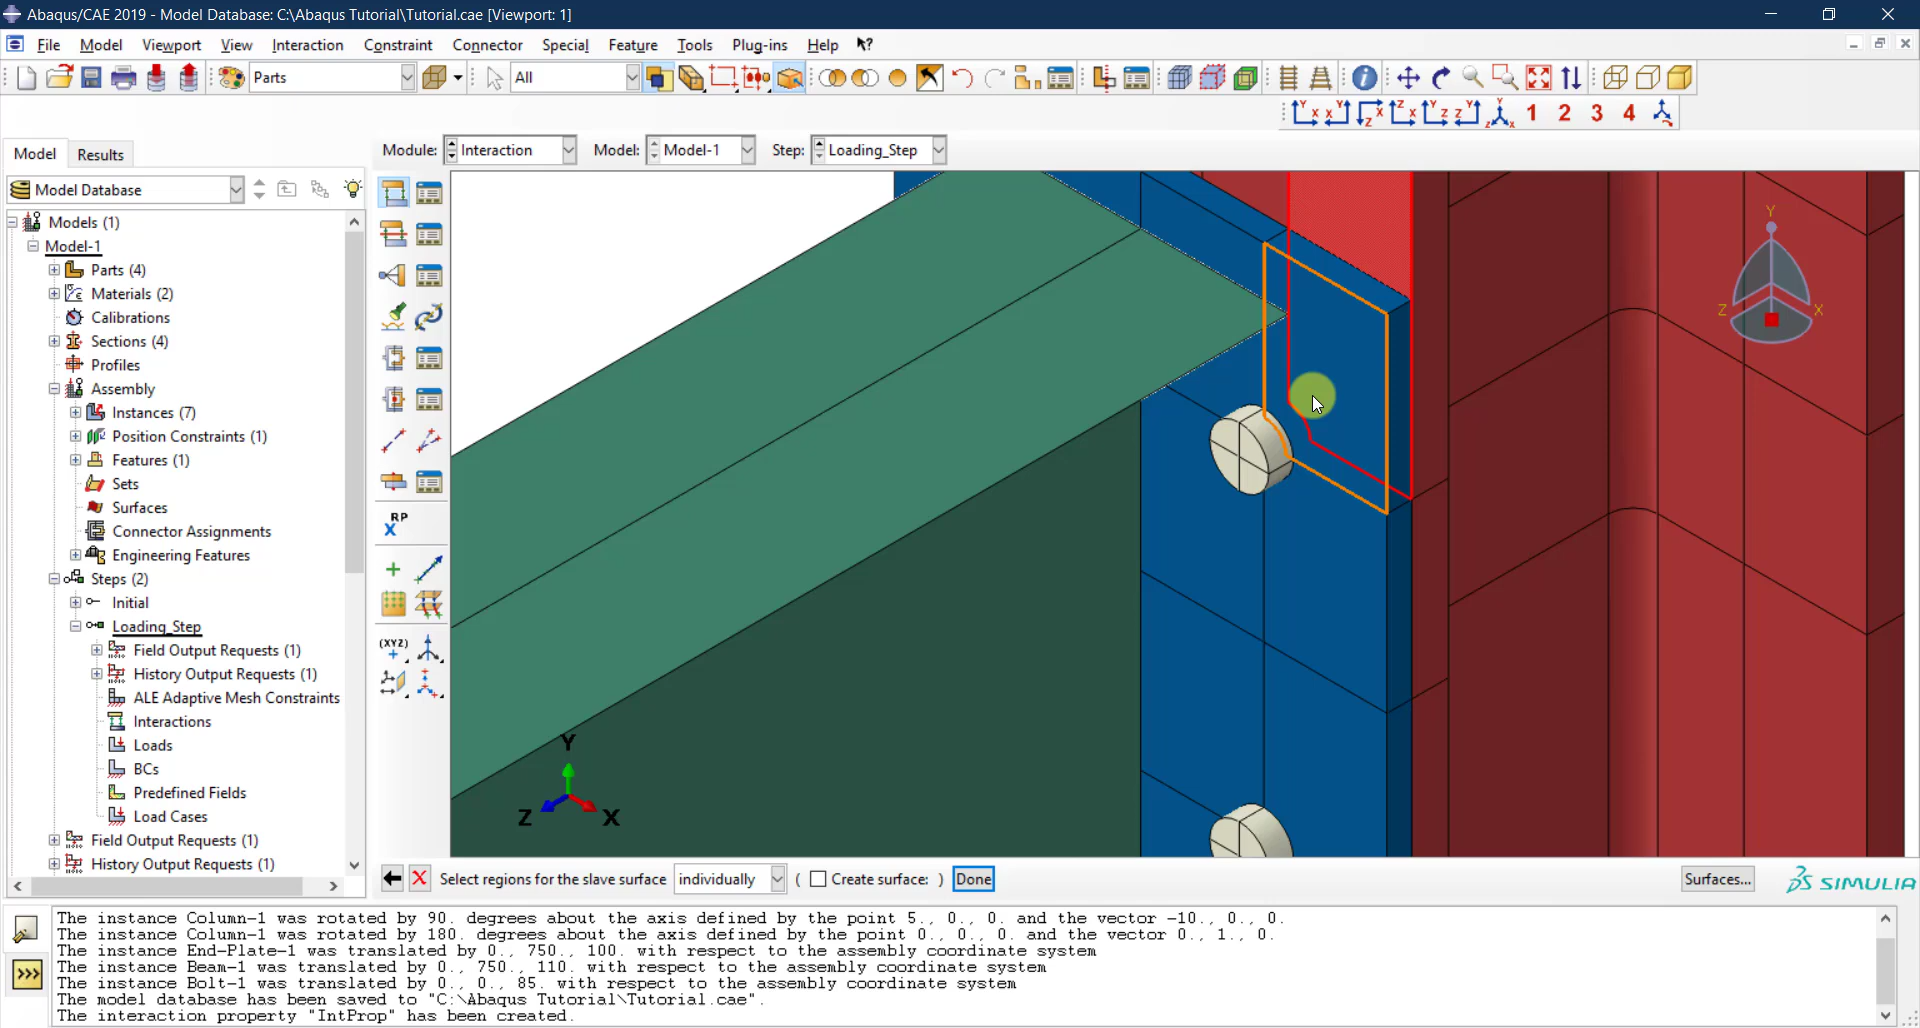 Abaqus/CAE 2019 - Model Database: C:\Abaqus Tutorial\Tutorial.cae [Viewport: 1]
File Model Viewport View Interaction Constraint Connector Special Feature Tools Plug-ins Help
Parts All
1 2 3 4
Model Results
Module: Interaction Model: Model-1 Step: Loading_Step
Model Database
Models (1)
Model-1
Parts (4)
Materials (2)
Calibrations
Sections (4)
Profiles
Assembly
Instances (7)
Position Constraints (1)
Features (1)
Sets
Surfaces
Connector Assignments
Engineering Features
Steps (2)
Initial
Loading_Step
Field Output Requests (1)
History Output Requests (1)
ALE Adaptive Mesh Constraints
Interactions
Loads
BCs
Predefined Fields
Load Cases
Field Output Requests (1)
History Output Requests (1)
RP
X
(XYZ)
Y
Z X
Y
Z X
Select regions for the slave surface individually ( Create surface: ) Done Surfaces... SIMULIA
The instance Column-1 was rotated by 90. degrees about the axis defined by the point 5., 0., 0. and the vector -10., 0., 0.
The instance Column-1 was rotated by 180. degrees about the axis defined by the point 0., 0., 0. and the vector 0., 1., 0.
The instance End-Plate-1 was translated by 0., 750., 100. with respect to the assembly coordinate system
The instance Beam-1 was translated by 0., 750., 110. with respect to the assembly coordinate system
The instance Bolt-1 was translated by 0., 0., 85. with respect to the assembly coordinate system
The model database has been saved to "C:\Abaqus Tutorial\Tutorial.cae".
The interaction property "IntProp" has been created.